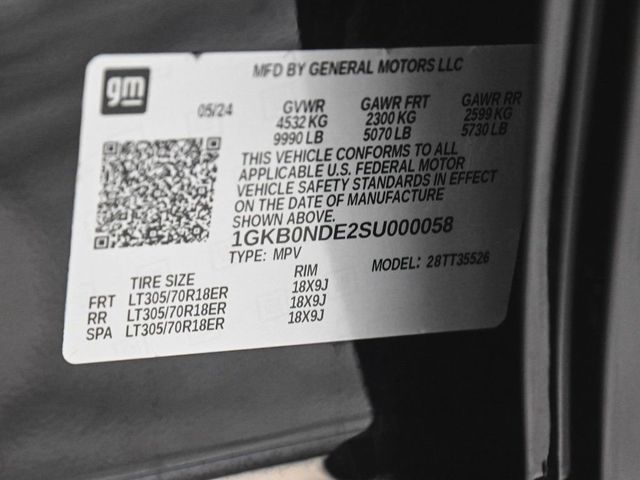 gm
MFD BY GENERAL MOTORS LLC
05/24 GVWR GAWR FRT GAWR RR
4532 KG 2300 KG 2599 KG
9990 LB 5070 LB 5730 LB
THIS VEHICLE CONFORMS TO ALL
APPLICABLE U.S. FEDERAL MOTOR
VEHICLE SAFETY STANDARDS IN EFFECT
ON THE DATE OF MANUFACTURE
SHOWN ABOVE.
1GKB0NDE2SU000058
TYPE: MPV MODEL: 28TT35526
TIRE SIZE RIM
FRT LT305/70R18ER 18X9J
RR LT305/70R18ER 18X9J
SPA LT305/70R18ER 18X9J